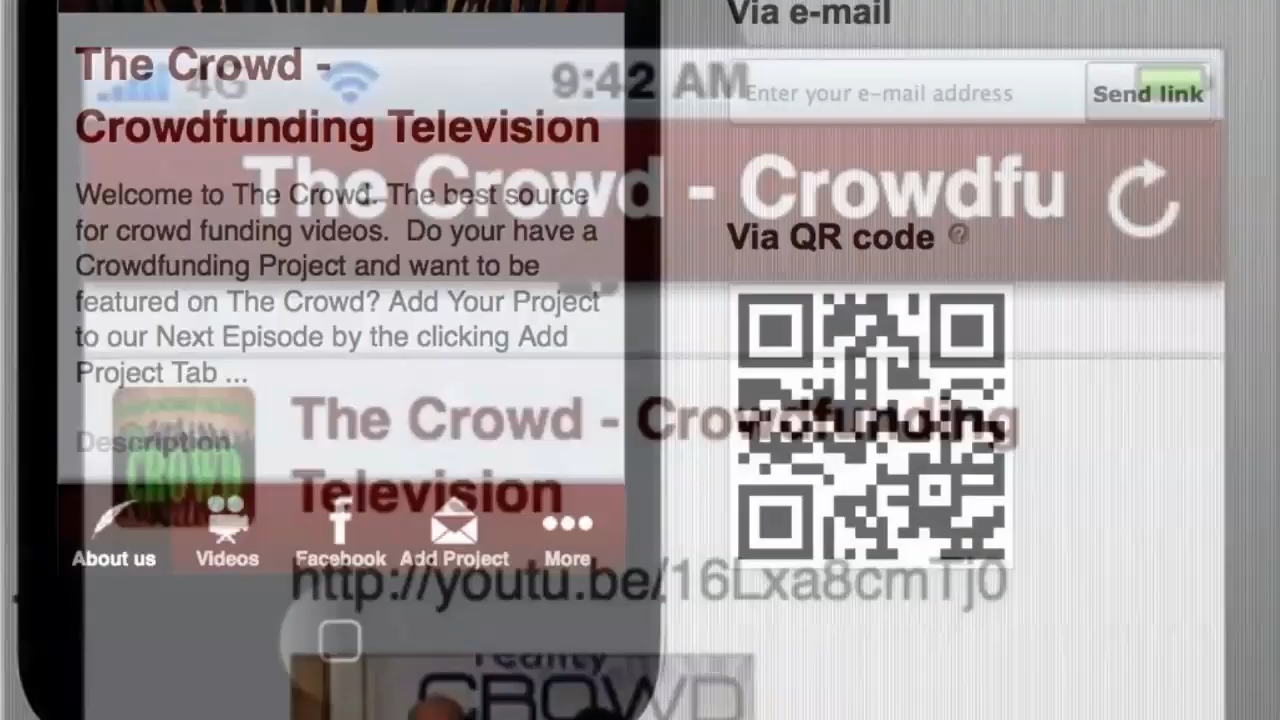 Via e-mail
The Crowd -
Crowdfunding Television
4G
9:42 AM
Enter your e-mail address
Send link
The Crowd - Crowdfu
Welcome to The Crowd. The best source
for crowd funding videos. Do your have a
Crowdfunding Project and want to be
featured on The Crowd? Add Your Project
to our Next Episode by the clicking Add
Project Tab ...
Via QR code
Description
CROWD
The Crowd - Crowdfunding
Television
About us
Videos
Facebook
Add Project
More
http://youtu.be/16Lxa8cmTj0
reality
CROWD